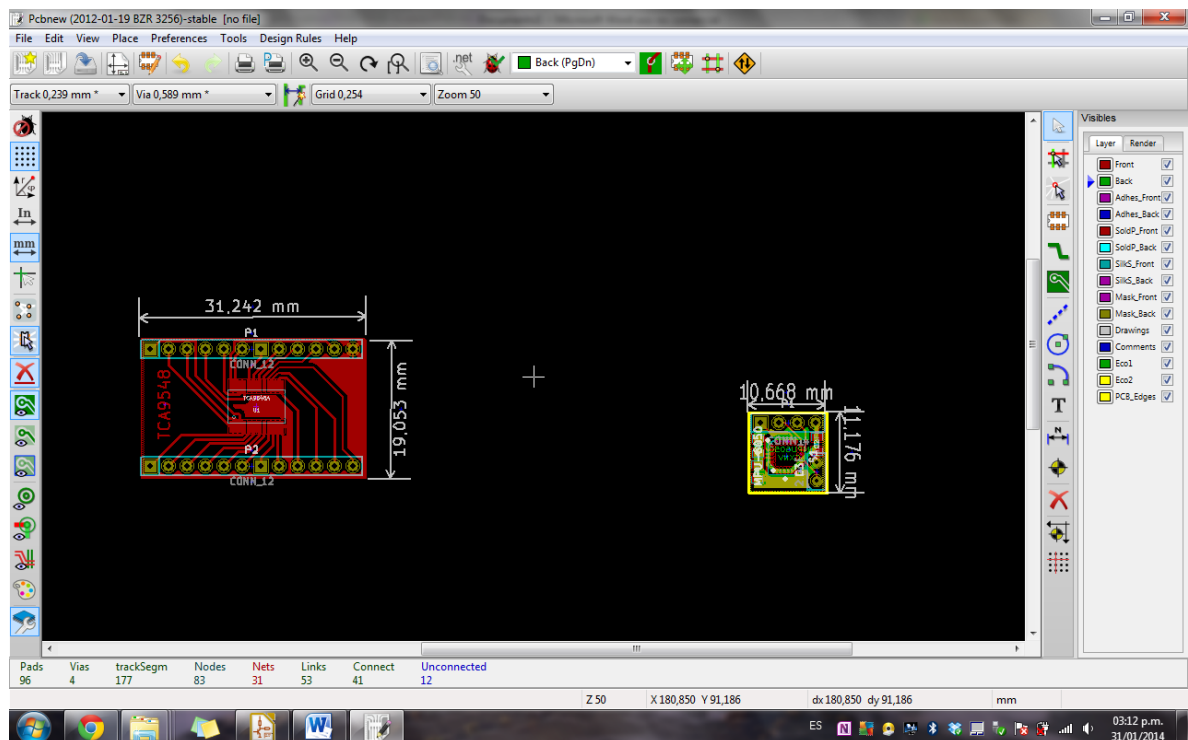 Pcbnew (2012-01-19 BZR 3256)-stable [no file]
File Edit View Place Preferences Tools Design Rules Help
.net Back (PgDn)
Track 0,239 mm * Via 0,589 mm * Grid 0,254 Zoom 50
Visibles
Layer Render
Front
Back
Adhes_Front
Adhes_Back
SoldP_Front
SoldP_Back
SilkS_Front
SilkS_Back
Mask_Front
Mask_Back
Drawings
Comments
Eco1
Eco2
PCB_Edges
In
mm
T
N
31,242 mm
P1
CONN_12
TCA9548
U1
19,053 mm
P2
CONN_12
10,668 mm
P1
11,176 mm
Pads Vias trackSegm Nodes Nets Links Connect Unconnected
96 4 177 83 31 53 41 12
Z 50 X 180,850 Y 91,186 dx 180,850 dy 91,186 mm
ES 03:12 p.m.
31/01/2014